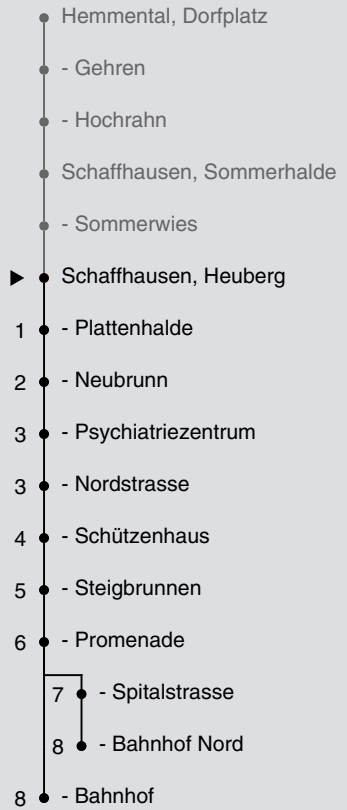 Hemmental, Dorfplatz
- Gehren
- Hochrahn
Schaffhausen, Sommerhalde
- Sommerwies
Schaffhausen, Heuberg
1 - Plattenhalde
2 - Neubrunn
3 - Psychiatriezentrum
3 - Nordstrasse
4 - Schützenhaus
5 - Steigbrunnen
6 - Promenade
7 - Spitalstrasse
8 - Bahnhof Nord
8 - Bahnhof